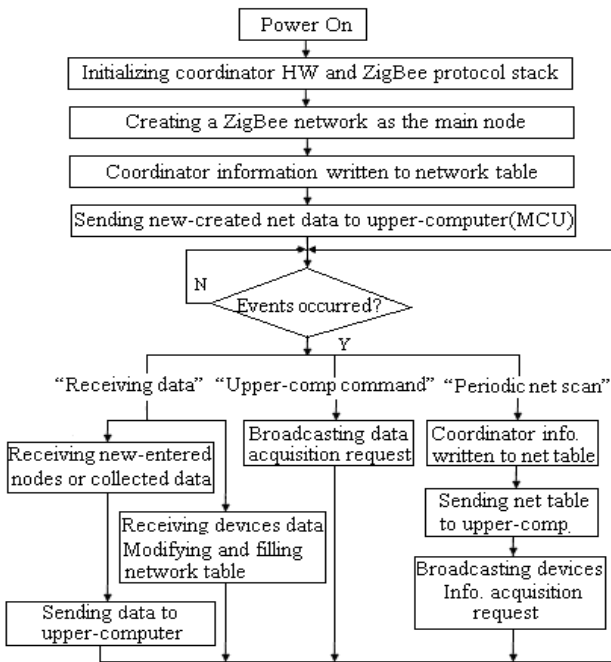 Power On
Initializing coordinator HW and ZigBee protocol stack
Creating a ZigBee network as the main node
Coordinator information written to network table
Sending new-created net data to upper-computer(MCU)
N
Events occurred?
Y
“Receiving data”
“Upper-comp command”
“Periodic net scan”
Receiving new-entered
nodes or collected data
Receiving devices data
Modifying and filling
network table
Sending data to
upper-computer
Broadcasting data
acquisition request
Coordinator info.
written to net table
Sending net table
to upper-comp.
Broadcasting devices
Info. acquisition
request